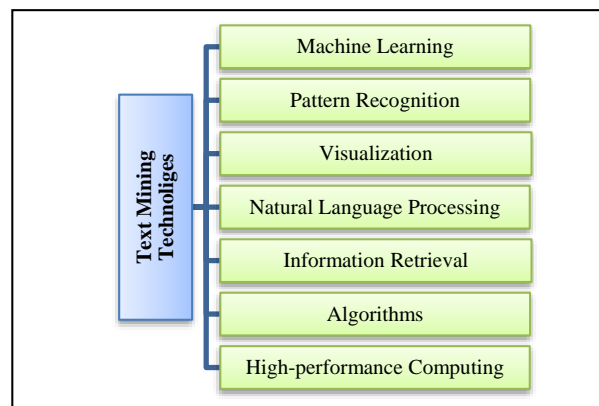 Text Mining
Technoliges
Machine Learning
Pattern Recognition
Visualization
Natural Language Processing
Information Retrieval
Algorithms
High-performance Computing